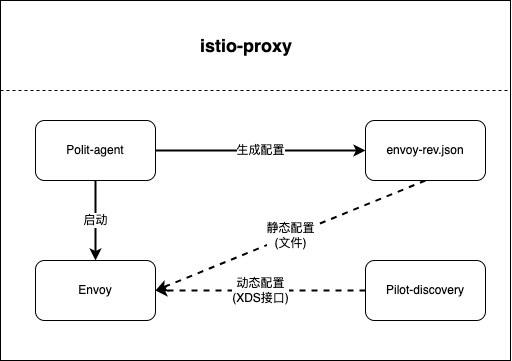 istio-proxy
Polit-agent
生成配置
envoy-rev.json
启动
静态配置
(文件)
Envoy
动态配置
(XDS接口)
Pilot-discovery